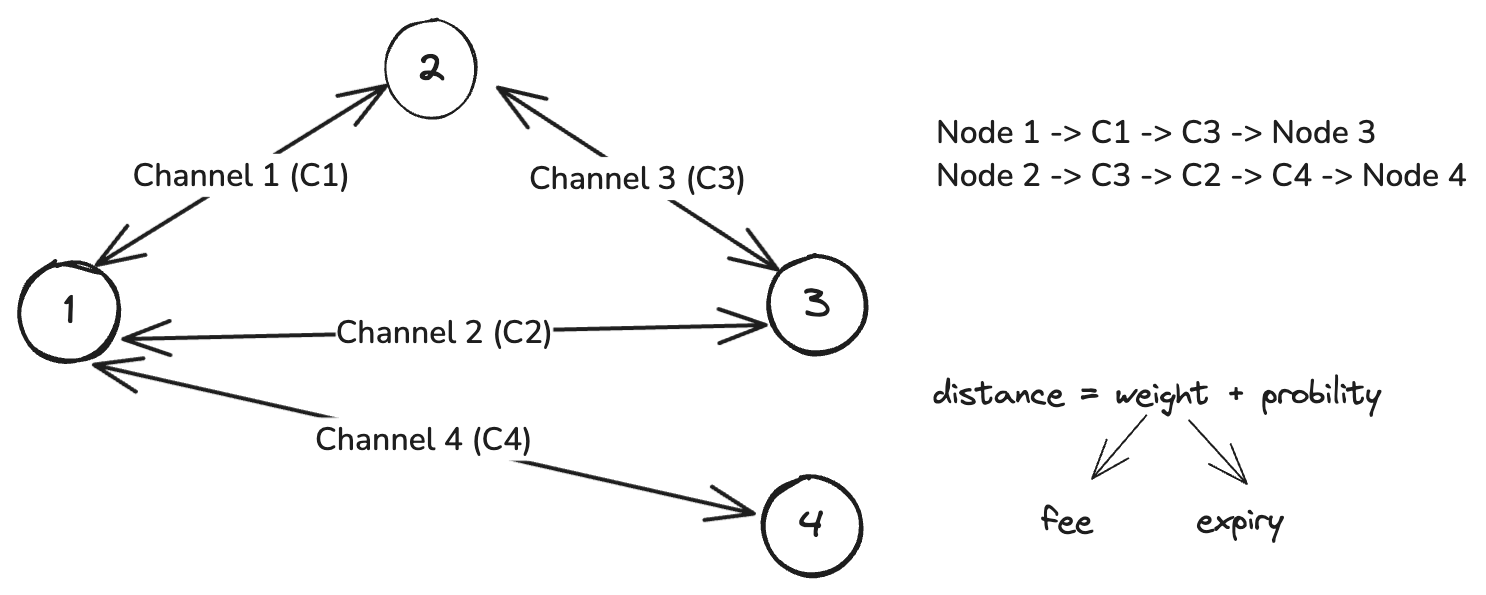 2
Node 1 -> C1 -> C3 -> Node 3
Node 2 -> C3 -> C2 -> C4 -> Node 4
Channel 1 (C1)
Channel 3 (C3)
1
3
Channel 2 (C2)
distance = weight + probility
Channel 4 (C4)
4
fee
expiry